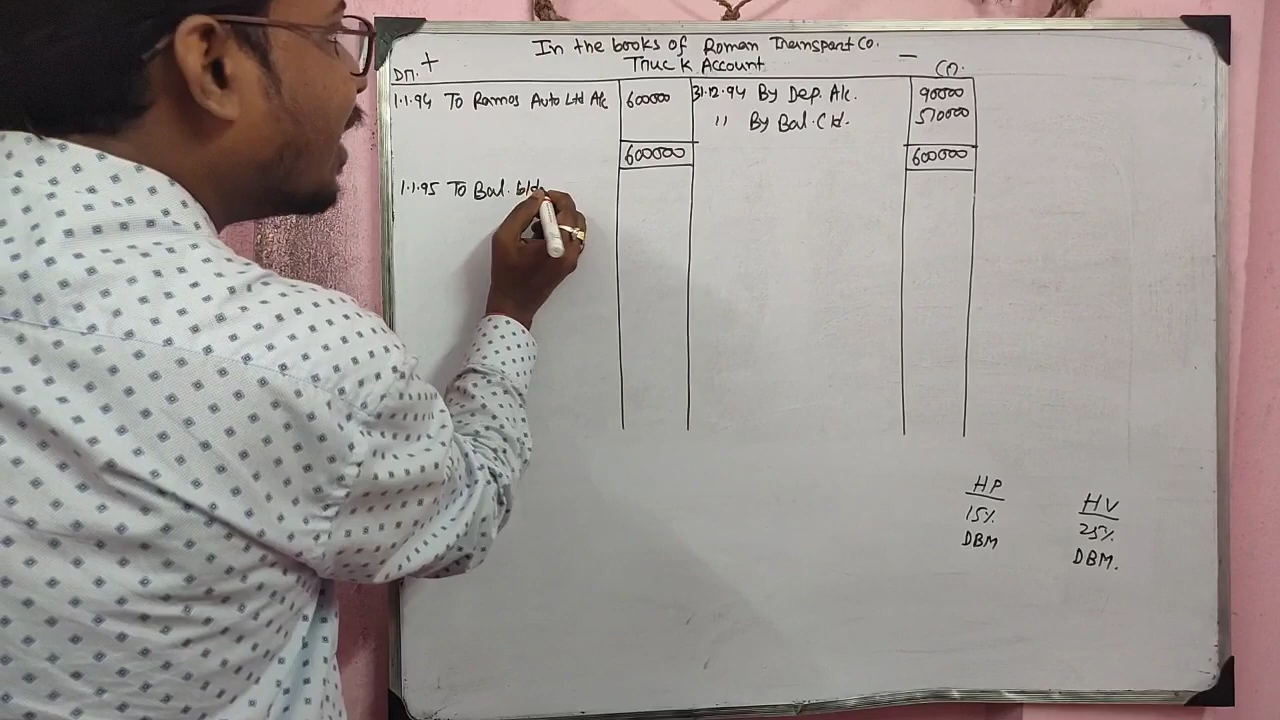 In the books of Roman Transport Co.
Truck Account
Dr. +
- Cr.
1.1.94 To Ramos Auto Ltd A/c 600000 31.12.94 By Dep. A/c. 90000
" By Bal. C/d. 510000
600000 600000
1.1.95 To Bal. b/d
HP
15%
DBM
HV
25%
DBM.